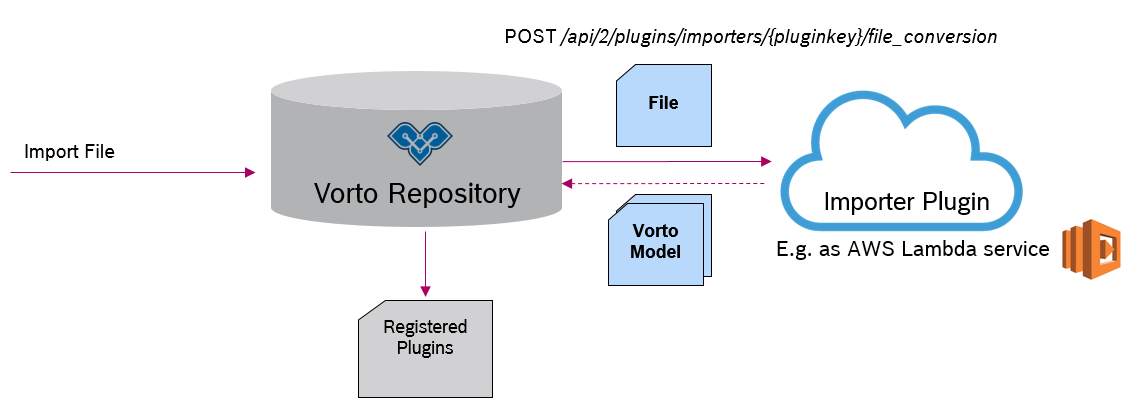 POST /api/2/plugins/importers/{pluginkey}/file_conversion
File
Import File
Vorto Repository
Importer Plugin
Vorto
Model
E.g. as AWS Lambda service
Registered
Plugins